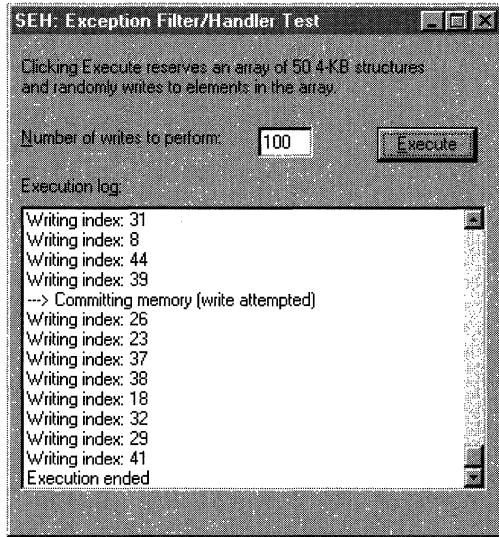 SEH: Exception Filter/Handler Test
Clicking Execute reserves an array of 50 4-KB structures
and randomly writes to elements in the array.
Number of writes to perform: 100 Execute
Execution log:
Writing index: 31
Writing index: 8
Writing index: 44
Writing index: 39
---> Committing memory (write attempted)
Writing index: 26
Writing index: 23
Writing index: 37
Writing index: 38
Writing index: 18
Writing index: 32
Writing index: 29
Writing index: 41
Execution ended